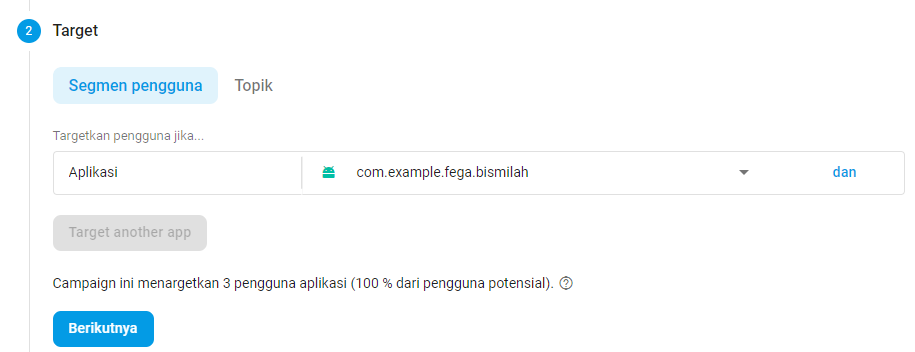 2 Target
Segmen pengguna Topik
Targetkan pengguna jika...
Aplikasi com.example.fega.bismilah dan
Target another app
Campaign ini menargetkan 3 pengguna aplikasi (100 % dari pengguna potensial). ?
Berikutnya